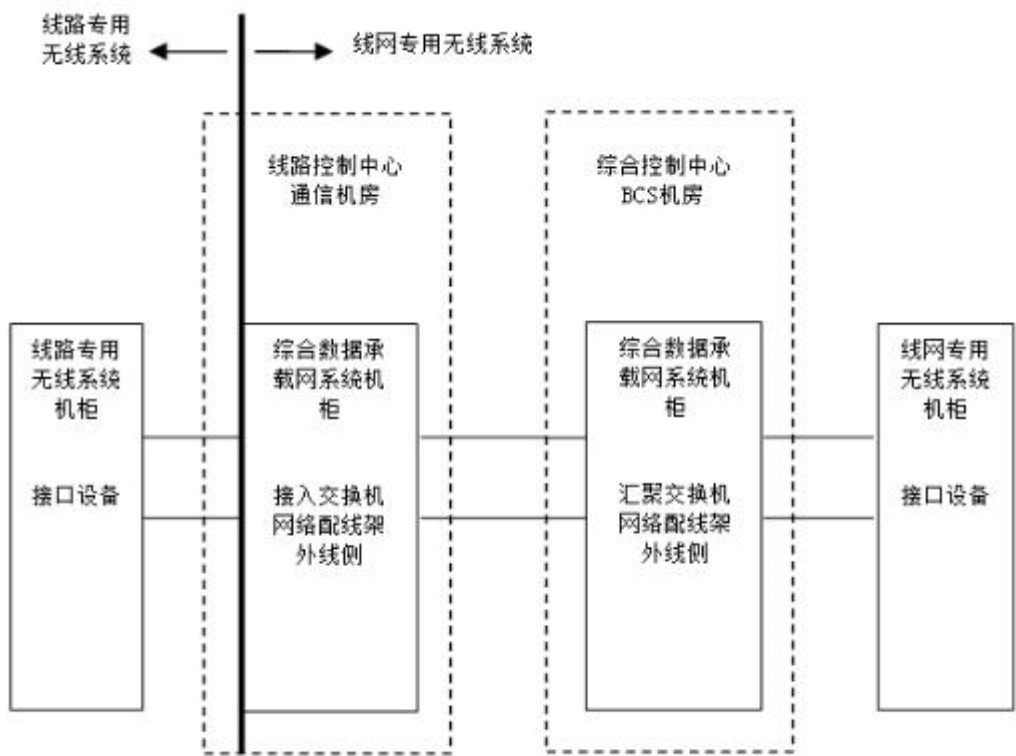 线路专用
无线系统
线网专用无线系统
线路控制中心
通信机房
综合控制中心
BCS机房
线路专用
无线系统
机柜
接口设备
综合数据承
载网系统机
柜
接入交换机
网络配线架
外线侧
综合数据承
载网系统机
柜
汇聚交换机
网络配线架
外线侧
线网专用
无线系统
机柜
接口设备